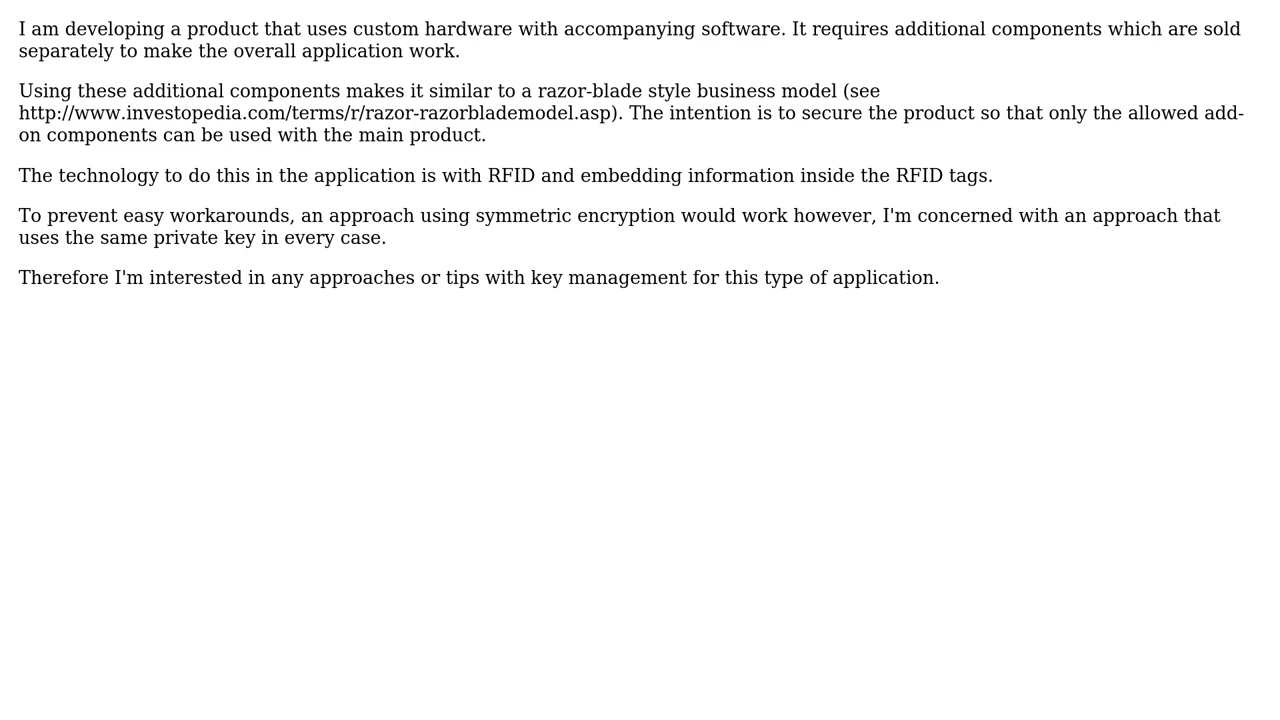 I am developing a product that uses custom hardware with accompanying software. It requires additional components which are sold
separately to make the overall application work.
Using these additional components makes it similar to a razor-blade style business model (see
http://www.investopedia.com/terms/r/razor-razorblademodel.asp). The intention is to secure the product so that only the allowed add-
on components can be used with the main product.
The technology to do this in the application is with RFID and embedding information inside the RFID tags.
To prevent easy workarounds, an approach using symmetric encryption would work however, I'm concerned with an approach that
uses the same private key in every case.
Therefore I'm interested in any approaches or tips with key management for this type of application.